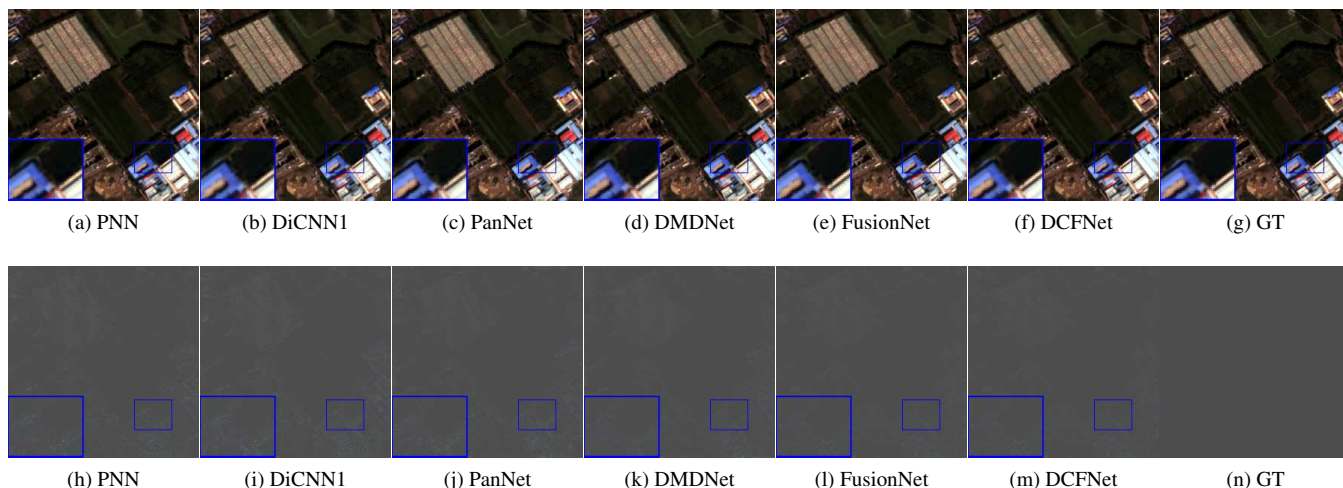 (a) PNN (b) DiCNN1 (c) PanNet (d) DMDNet (e) FusionNet (f) DCFNet (g) GT
(h) PNN (i) DiCNN1 (j) PanNet (k) DMDNet (l) FusionNet (m) DCFNet (n) GT